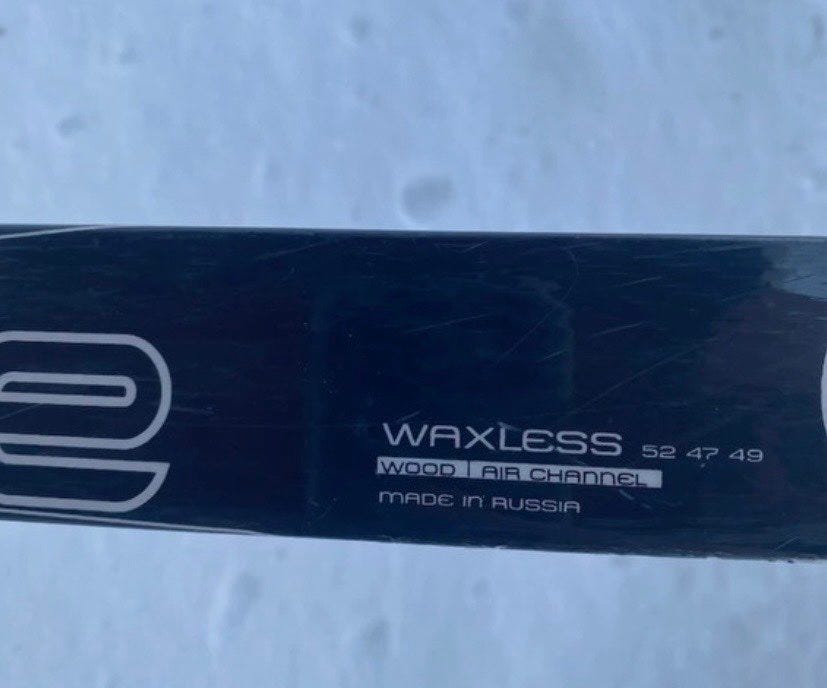 e
WAXLESS 52 47 49
WOOD | AIR CHANNEL
MADE IN RUSSIA